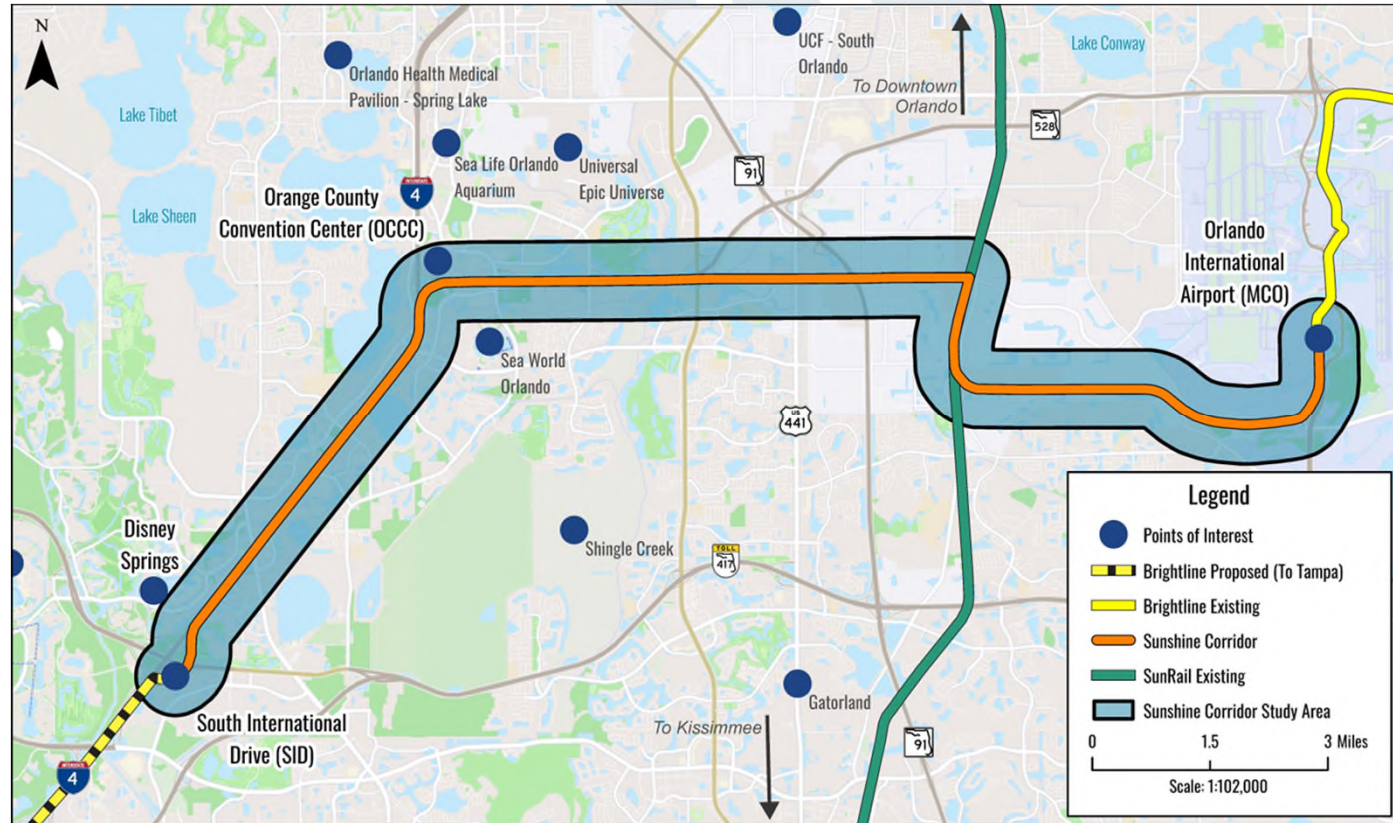 N
Lake Tibet
Lake Sheen
Orlando Health Medical
Pavilion - Spring Lake
Sea Life Orlando
Aquarium
Universal
Epic Universe
UCF - South
Orlando
To Downtown
Orlando
Lake Conway
528
91
INTERSTATE
4
Orange County
Convention Center (OCCC)
Orlando
International
Airport (MCO)
Sea World
Orlando
US
441
Disney
Springs
Shingle Creek
TOLL
417
South International
Drive (SID)
INTERSTATE
4
To Kissimmee
Gatorland
91
Legend
Points of Interest
Brightline Proposed (To Tampa)
Brightline Existing
Sunshine Corridor
SunRail Existing
Sunshine Corridor Study Area
0 1.5 3 Miles
Scale: 1:102,000